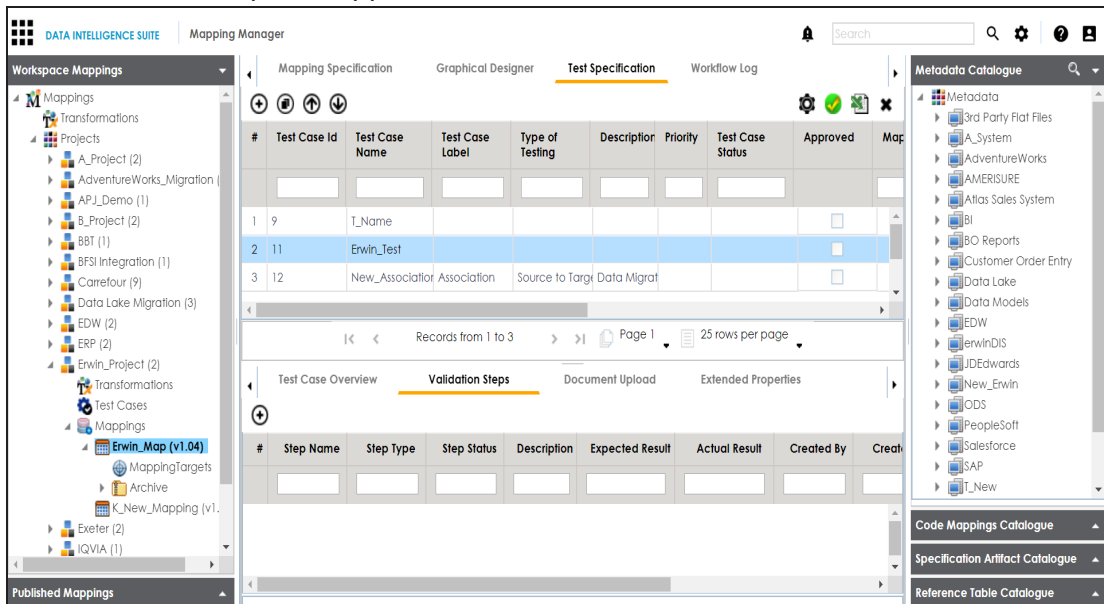 DATA INTELLIGENCE SUITE Mapping Manager Search
Workspace Mappings
Mappings
Transformations
Projects
A_Project (2)
AdventureWorks_Migration (
APJ_Demo (1)
B_Project (2)
BBT (1)
BFSI Integration (1)
Carrefour (9)
Data Lake Migration (3)
EDW (2)
ERP (2)
Erwin_Project (2)
Transformations
Test Cases
Mappings
Erwin_Map (v1.04)
MappingTargets
Archive
K_New_Mapping (v1.
Exeter (2)
IQVIA (1)
Published Mappings
Mapping Specification Graphical Designer Test Specification Workflow Log
# Test Case Id Test Case Name Test Case Label Type of Testing Description Priority Test Case Status Approved Map
1 9 T_Name
2 11 Erwin_Test
3 12 New_Association Association Source to Targe Data Migrat
Records from 1 to 3 Page 1 25 rows per page
Test Case Overview Validation Steps Document Upload Extended Properties
# Step Name Step Type Step Status Description Expected Result Actual Result Created By Create
Metadata Catalogue
Metadata
3rd Party Flat Files
A_System
AdventureWorks
AMERISURE
Atlas Sales System
BI
BO Reports
Customer Order Entry
Data Lake
Data Models
EDW
erwinDIS
JDEdwards
New_Erwin
ODS
PeopleSoft
Salesforce
SAP
T_New
Code Mappings Catalogue
Specification Artifact Catalogue
Reference Table Catalogue